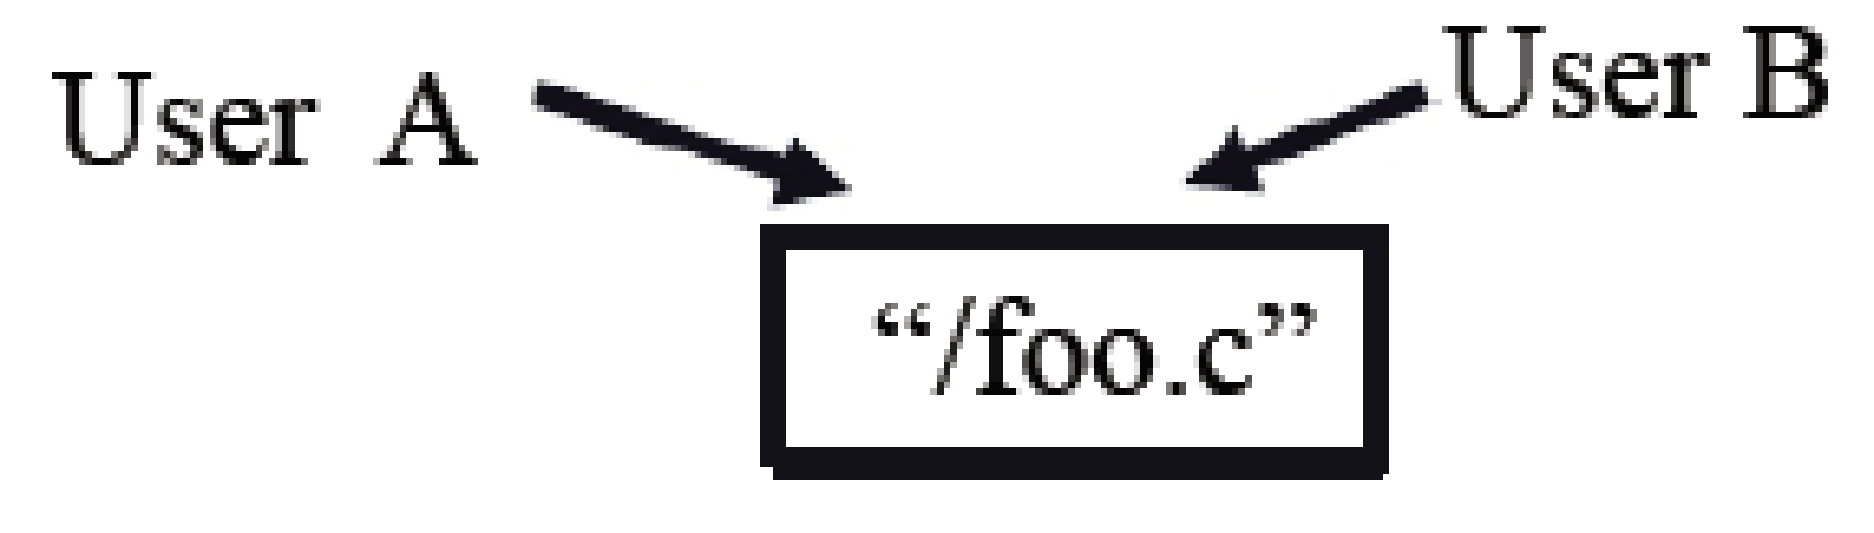 User A
User B
“/foo.c”